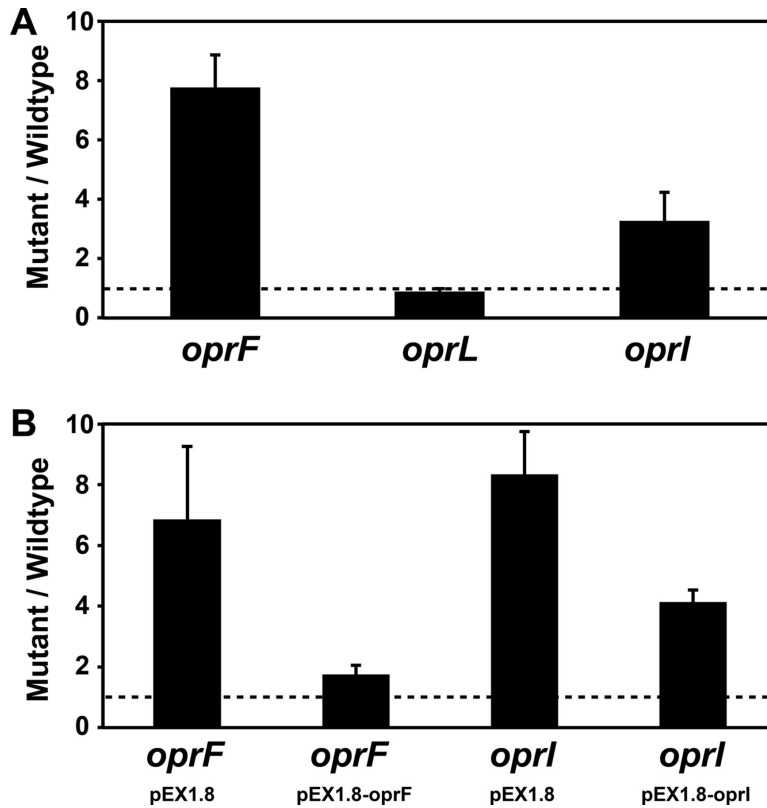 A
Mutant / Wildtype
10
8
6
4
2
0
oprF oprL oprI
B
Mutant / Wildtype
10
8
6
4
2
0
oprF oprF oprI oprI
pEX1.8 pEX1.8-oprF pEX1.8 pEX1.8-oprI